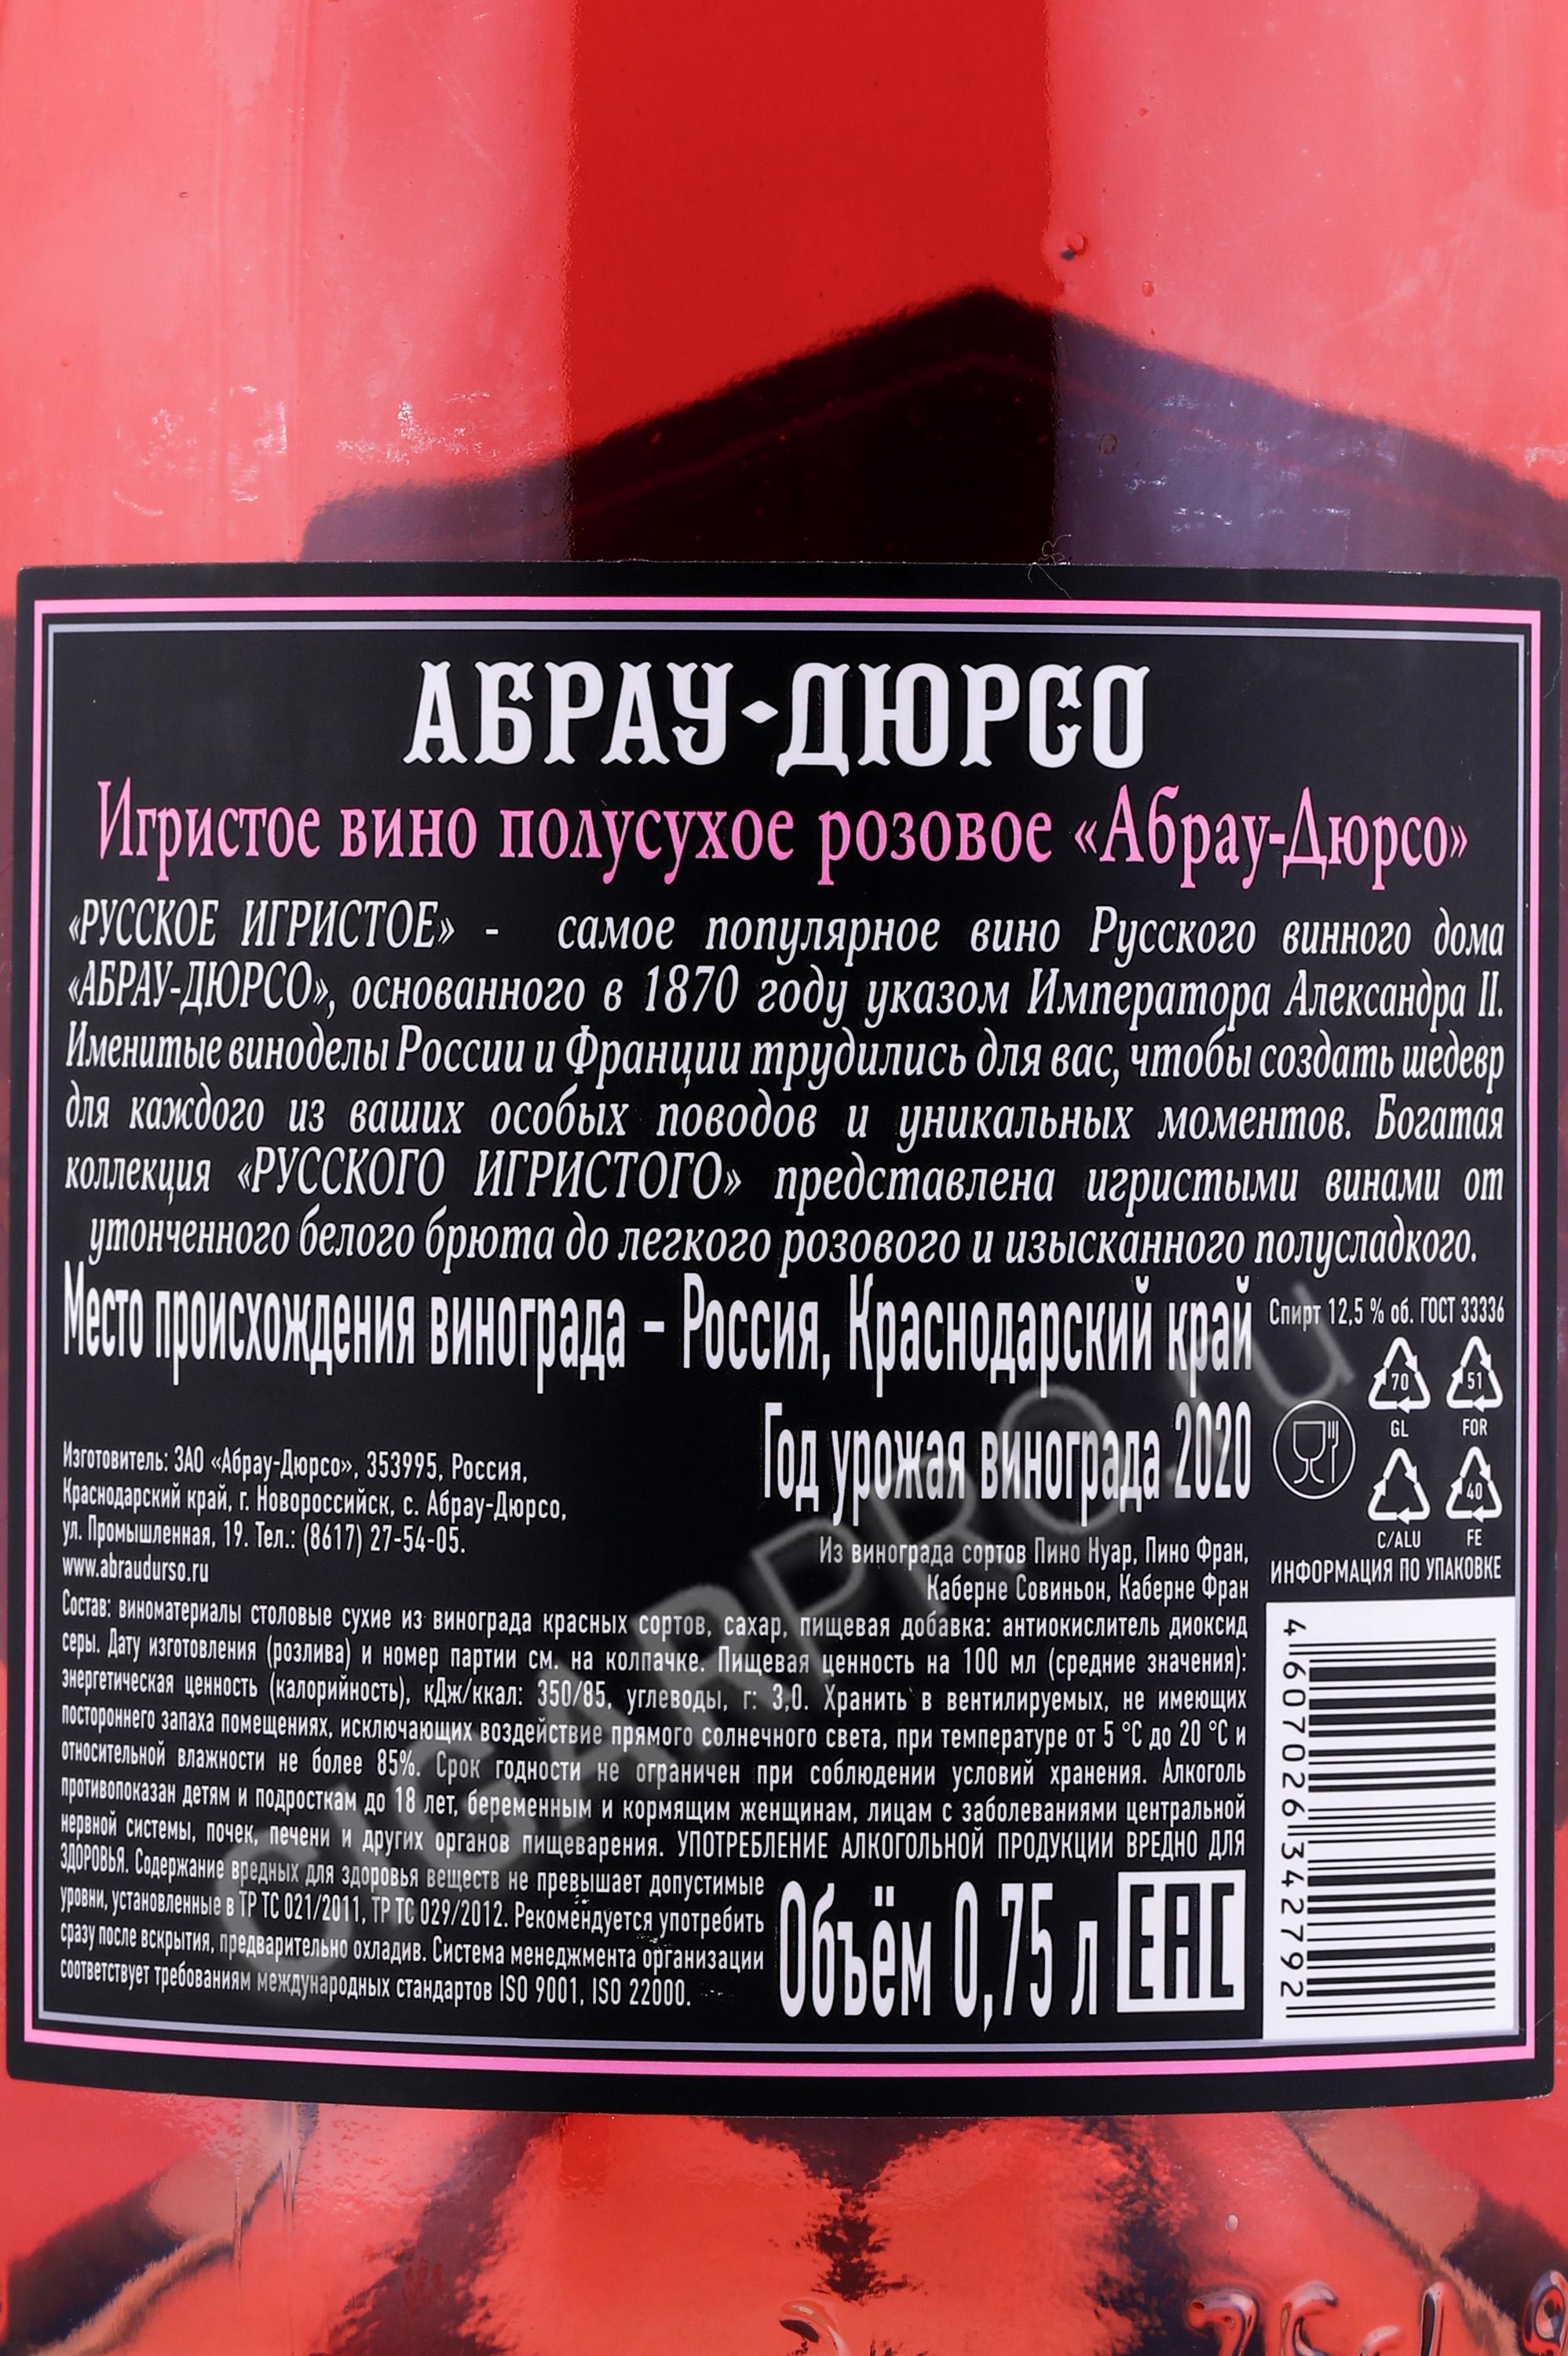 АБРАУ-ДЮРСО
Игристое вино полусухое розовое «Абрау-Дюрсо»
«РУССКОЕ ИГРИСТОЕ» - самое популярное вино Русского винного дома
«АБРАУ-ДЮРСО», основанного в 1870 году указом Императора Александра II.
Именитые виноделы России и Франции трудились для вас, чтобы создать шедевр
для каждого из ваших особых поводов и уникальных моментов. Богатая
коллекция «РУССКОГО ИГРИСТОГО» представлена игристыми винами от
утонченного белого брюта до легкого розового и изысканного полусладкого.
Место происхождения винограда – Россия, Краснодарский край
Год урожая винограда 2020
Из винограда сортов Пино Нуар, Пино Фран,
Каберне Совиньон, Каберне Фран
Изготовитель: ЗАО «Абрау-Дюрсо», 353995, Россия,
Краснодарский край, г. Новороссийск, с. Абрау-Дюрсо,
ул. Промышленная, 19. Тел.: (8617) 27-54-05.
www.abraudurso.ru
Состав: виноматериалы столовые сухие из винограда красных сортов, сахар, пищевая добавка: антиокислитель диоксид
серы. Дату изготовления (розлива) и номер партии см. на колпачке. Пищевая ценность на 100 мл (средние значения):
энергетическая ценность (калорийность), кДж/ккал: 350/85, углеводы, г: 3,0. Хранить в вентилируемых, не имеющих
постороннего запаха помещениях, исключающих воздействие прямого солнечного света, при температуре от 5 °С до 20 °С и
относительной влажности не более 85%. Срок годности не ограничен при соблюдении условий хранения. Алкоголь
противопоказан детям и подросткам до 18 лет, беременным и кормящим женщинам, лицам с заболеваниями центральной
нервной системы, почек, печени и других органов пищеварения. УПОТРЕБЛЕНИЕ АЛКОГОЛЬНОЙ ПРОДУКЦИИ ВРЕДНО ДЛЯ
ЗДОРОВЬЯ. Содержание вредных для здоровья веществ не превышает допустимые
уровни, установленные в ТР ТС 021/2011, ТР ТС 029/2012. Рекомендуется употребить
сразу после вскрытия, предварительно охладив. Система менеджмента организации
соответствует требованиям международных стандартов ISO 9001, ISO 22000.
Объём 0,75 л
ЕАС
Спирт 12,5 % об. ГОСТ 33336
70
51
GL
FOR
40
C/ALU
FE
ИНФОРМАЦИЯ ПО УПАКОВКЕ
4 607026 342792
CIGARPRO.ru